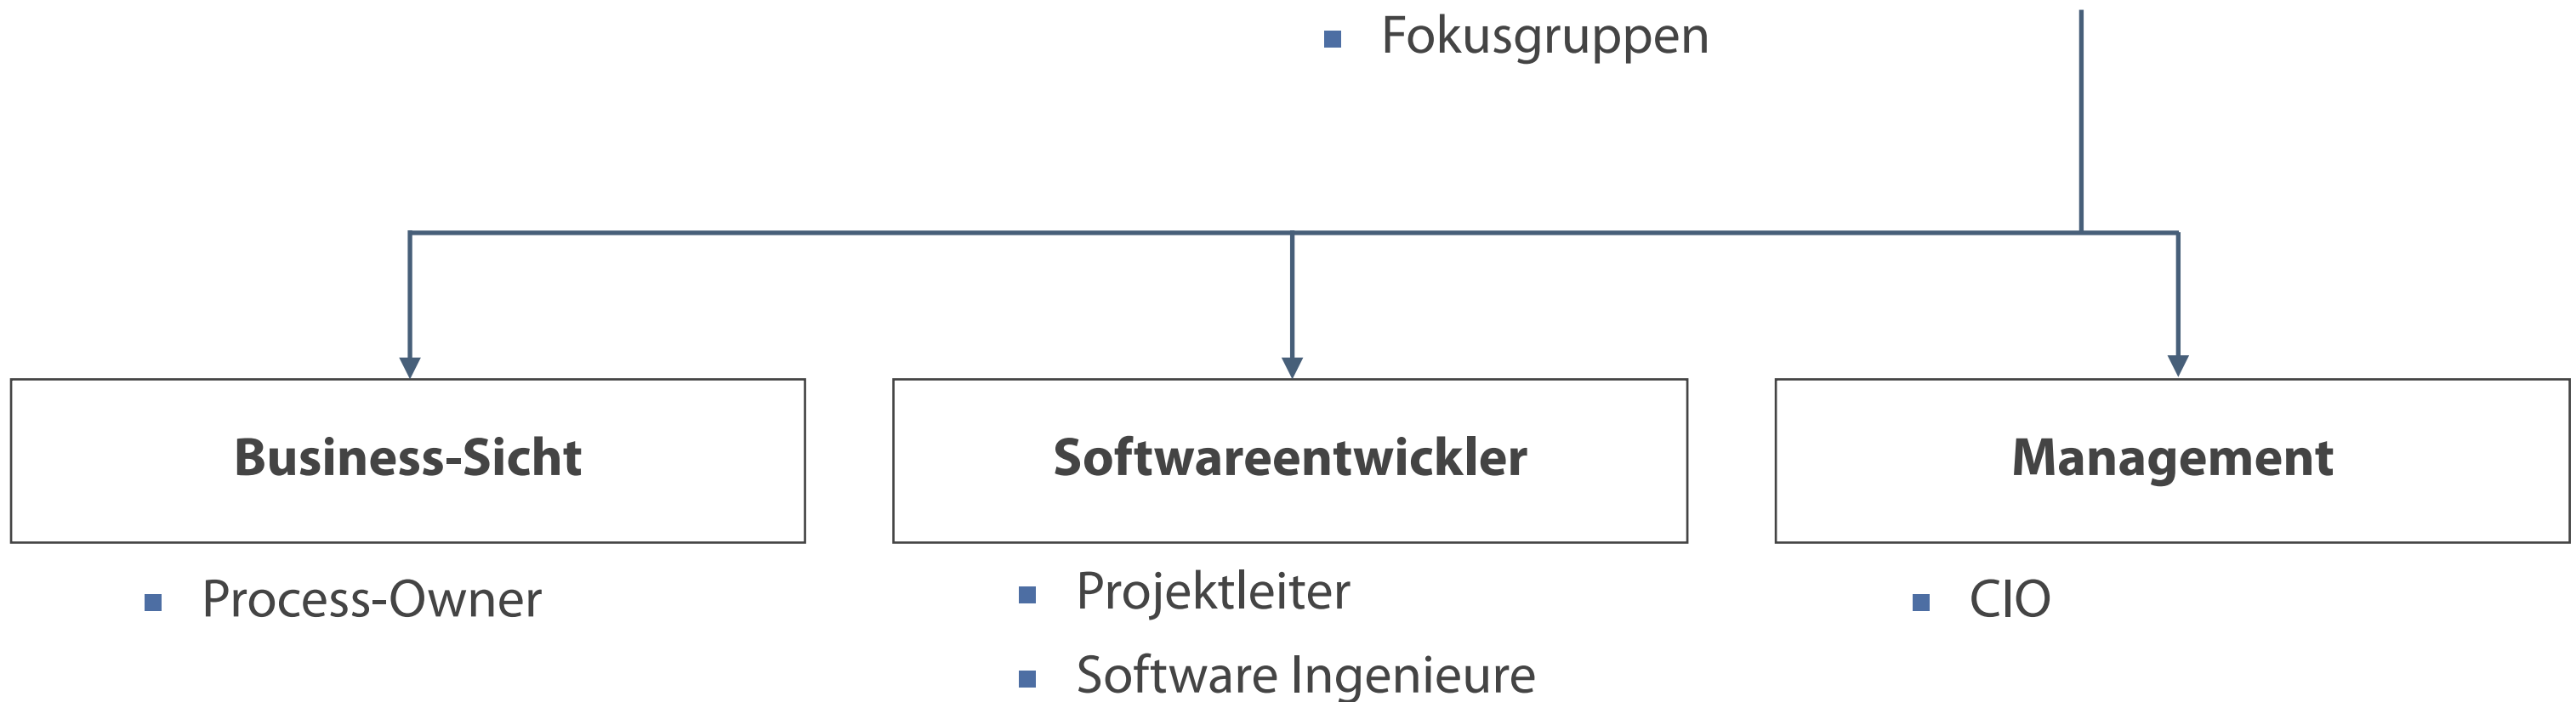 Fokusgruppen
Business-Sicht
Softwareentwickler
Management
Process-Owner
Projektleiter
Software Ingenieure
CIO